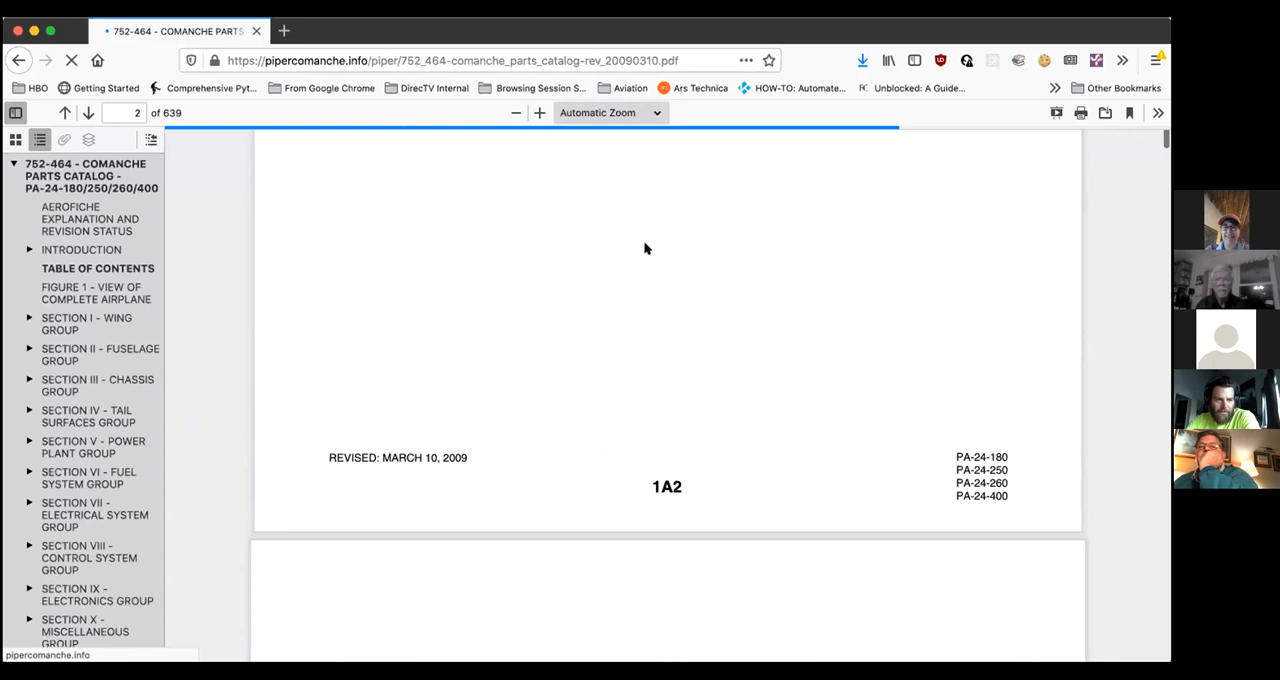 752-464 - COMANCHE PARTS
https://pipercomanche.info/piper/752_464-comanche_parts_catalog-rev_20090310.pdf
HBO Getting Started Comprehensive Pyt... From Google Chrome DirecTV Internal Browsing Session S... Aviation Ars Technica HOW-TO: Automate... Unblocked: A Guide... Other Bookmarks
2 of 639 Automatic Zoom
752-464 - COMANCHE
PARTS CATALOG -
PA-24-180/250/260/400
AEROFICHE
EXPLANATION AND
REVISION STATUS
INTRODUCTION
TABLE OF CONTENTS
FIGURE 1 - VIEW OF
COMPLETE AIRPLANE
SECTION I - WING
GROUP
SECTION II - FUSELAGE
GROUP
SECTION III - CHASSIS
GROUP
SECTION IV - TAIL
SURFACES GROUP
SECTION V - POWER
PLANT GROUP
SECTION VI - FUEL
SYSTEM GROUP
SECTION VII -
ELECTRICAL SYSTEM
GROUP
SECTION VIII -
CONTROL SYSTEM
GROUP
SECTION IX -
ELECTRONICS GROUP
SECTION X -
MISCELLANEOUS
GROUP
pipercomanche.info
REVISED: MARCH 10, 2009
1A2
PA-24-180
PA-24-250
PA-24-260
PA-24-400